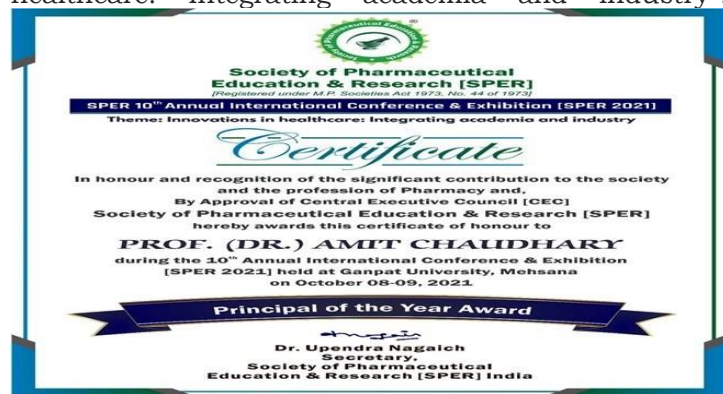 healthcare: Integrating academia and industry
Society of Pharmaceutical Education & Research
®
Society of Pharmaceutical
Education & Research [SPER]
[Registered under M.P. Societies Act 1973, No. 44 of 1973]
SPER 10th Annual International Conference & Exhibition [SPER 2021]
Theme: Innovations in healthcare: Integrating academia and industry
Certificate
In honour and recognition of the significant contribution to the society
and the profession of Pharmacy and,
By Approval of Central Executive Council [CEC]
Society of Pharmaceutical Education & Research [SPER]
hereby awards this certificate of honour to
PROF. (DR.) AMIT CHAUDHARY
during the 10th Annual International Conference & Exhibition
[SPER 2021] held at Ganpat University, Mehsana
on October 08-09, 2021
Principal of the Year Award
Dr. Upendra Nagaich
Secretary,
Society of Pharmaceutical
Education & Research [SPER] India